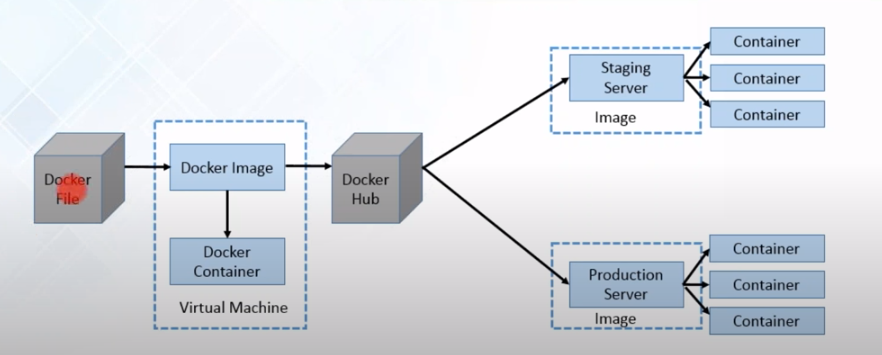 Docker
File
Docker Image
Docker
Container
Virtual Machine
Docker
Hub
Staging
Server
Image
Container
Container
Container
Production
Server
Image
Container
Container
Container